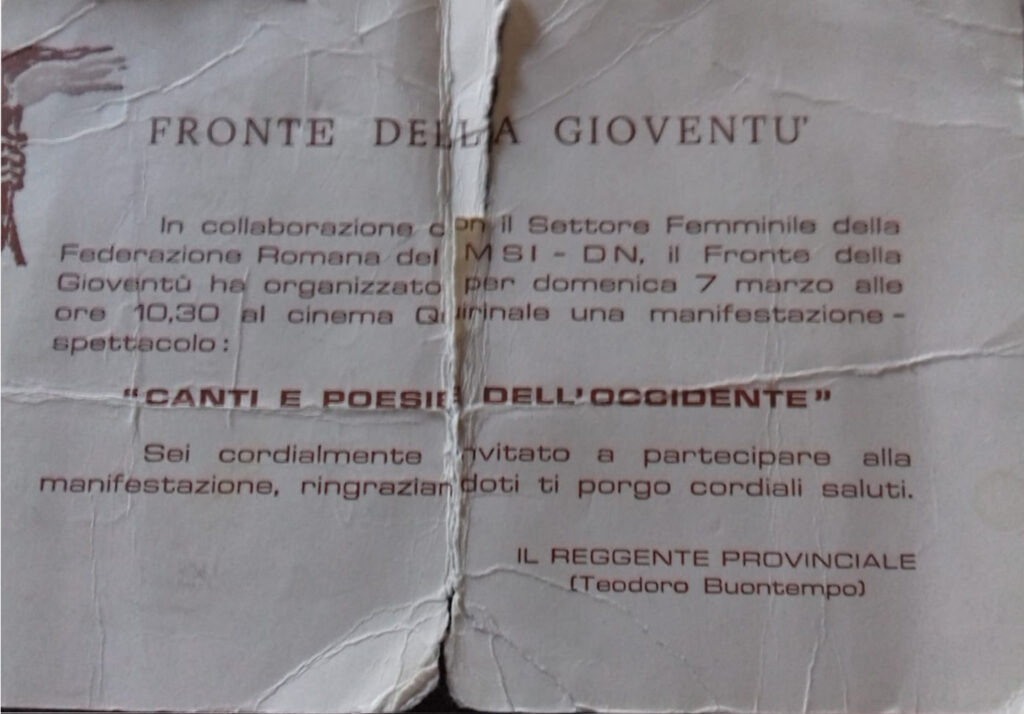 FRONTE DELLA GIOVENTU'
In collaborazione con il Settore Femminile della
Federazione Romana del MSI - DN, il Fronte della
Gioventù ha organizzato per domenica 7 marzo alle
ore 10,30 al cinema Quirinale una manifestazione -
spettacolo:
"CANTI E POESIE DELL'OCCIDENTE"
Sei cordialmente invitato a partecipare alla
manifestazione, ringraziandoti ti porgo cordiali saluti.
IL REGGENTE PROVINCIALE
(Teodoro Buontempo)